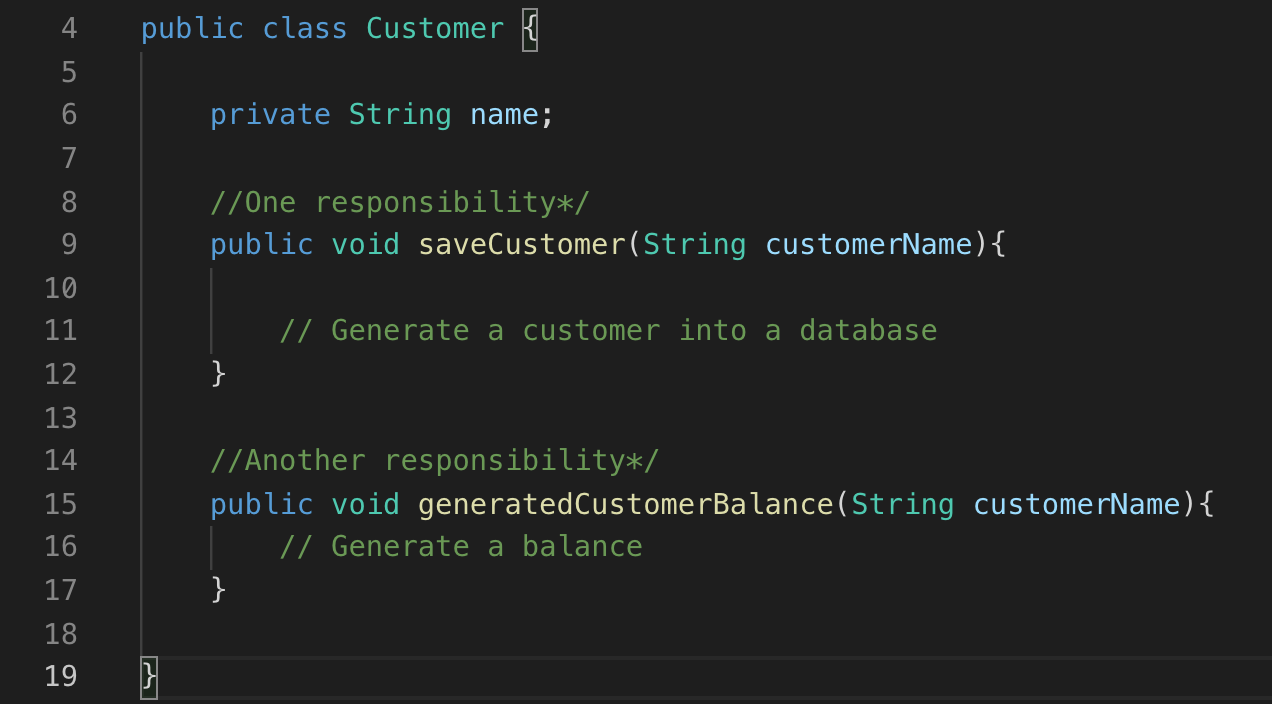 4 public class Customer {
5
6 private String name;
7
8 //One responsibility*/
9 public void saveCustomer(String customerName){
10
11 // Generate a customer into a database
12 }
13
14 //Another responsibility*/
15 public void generatedCustomerBalance(String customerName){
16 // Generate a balance
17 }
18
19 }